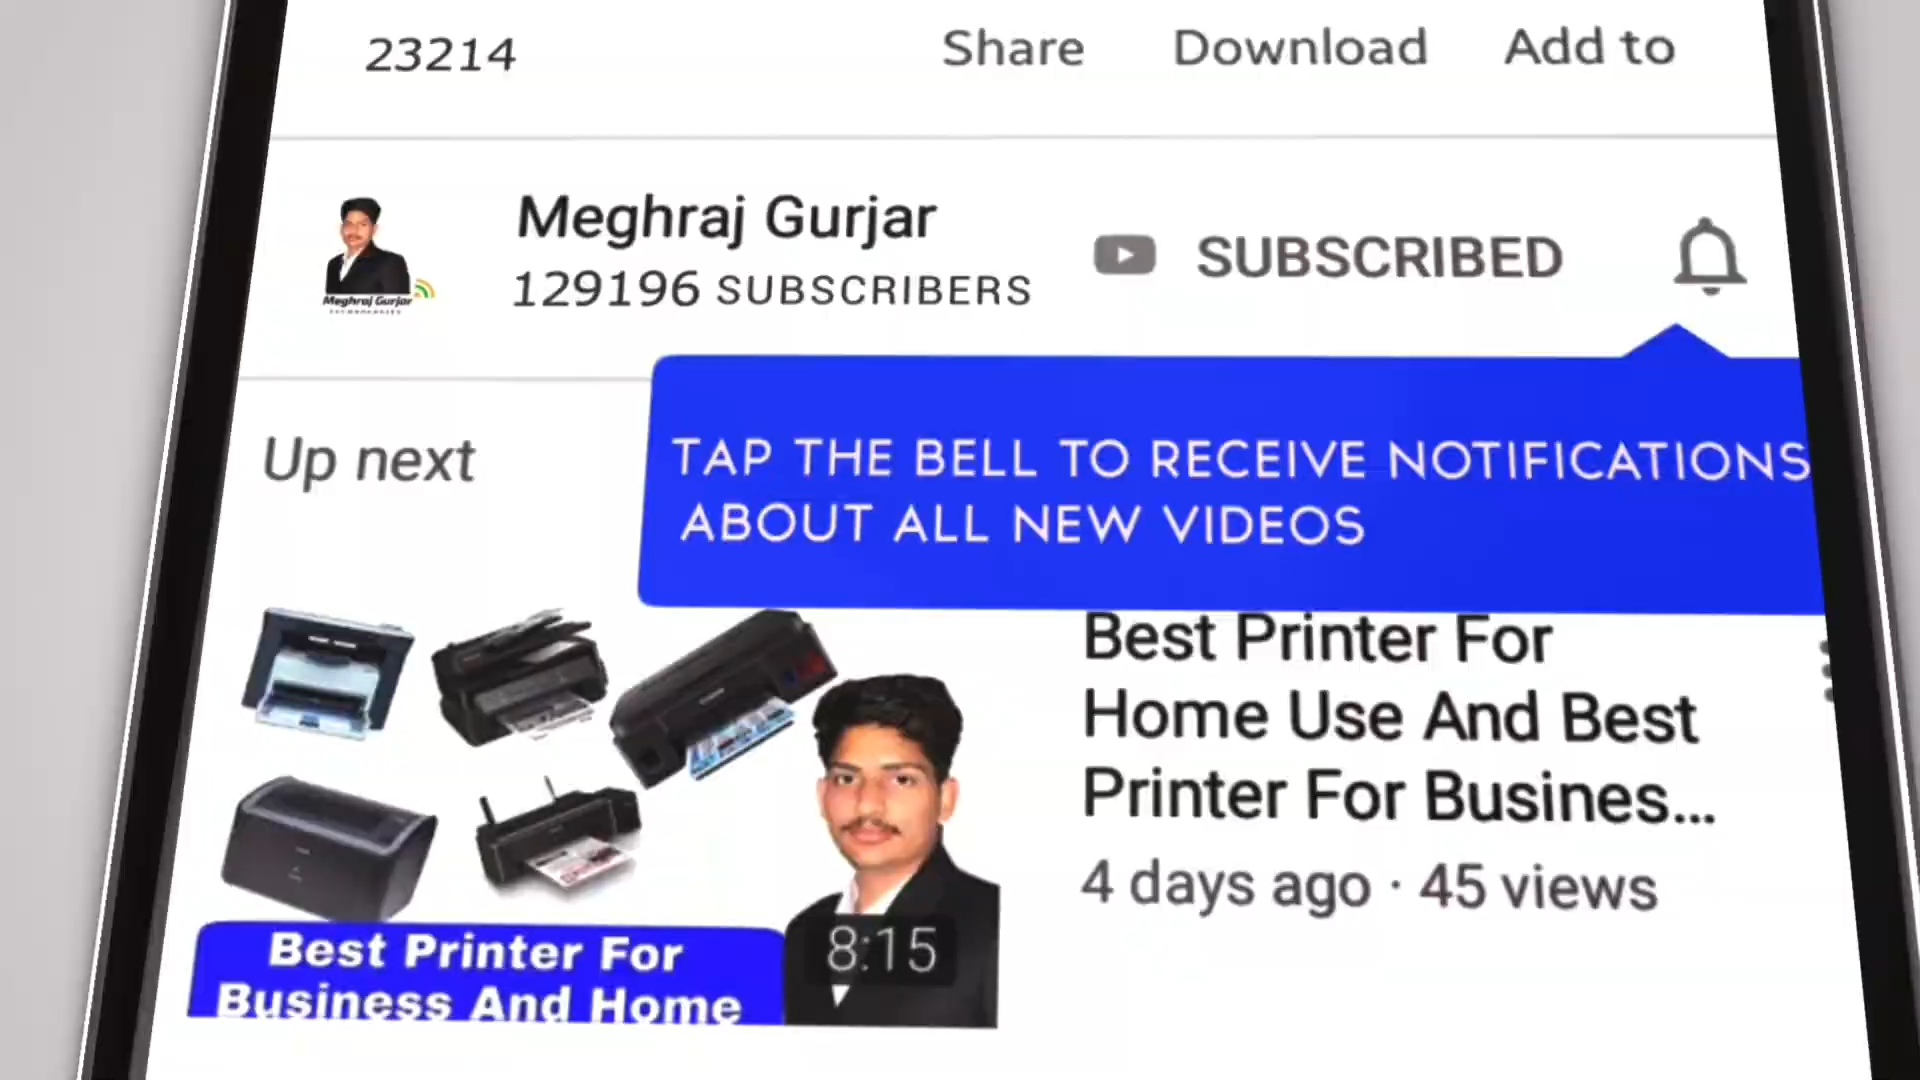 23214
Share Download Add to
Meghraj Gurjar
129196 SUBSCRIBERS
SUBSCRIBED
Meghraj Gurjar
TAP THE BELL TO RECEIVE NOTIFICATIONS
ABOUT ALL NEW VIDEOS
Up next
Best Printer For
Home Use And Best
Printer For Busines...
4 days ago · 45 views
8:15
Best Printer For
Business And Home